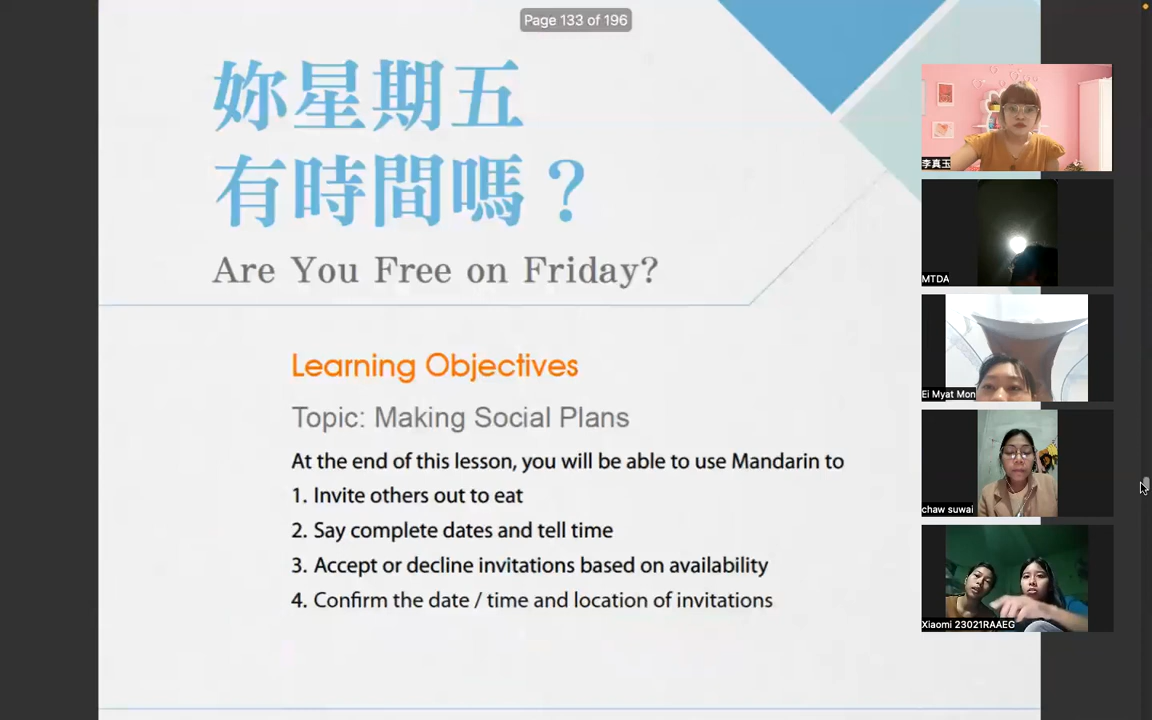 Page 133 of 196
妳星期五
有時間嗎？
Are You Free on Friday?
Learning Objectives
Topic: Making Social Plans
At the end of this lesson, you will be able to use Mandarin to
1. Invite others out to eat
2. Say complete dates and tell time
3. Accept or decline invitations based on availability
4. Confirm the date / time and location of invitations
李真玉
MTDA
Ei Myat Mon
chaw suwai
Xiaomi 23021RAAEG